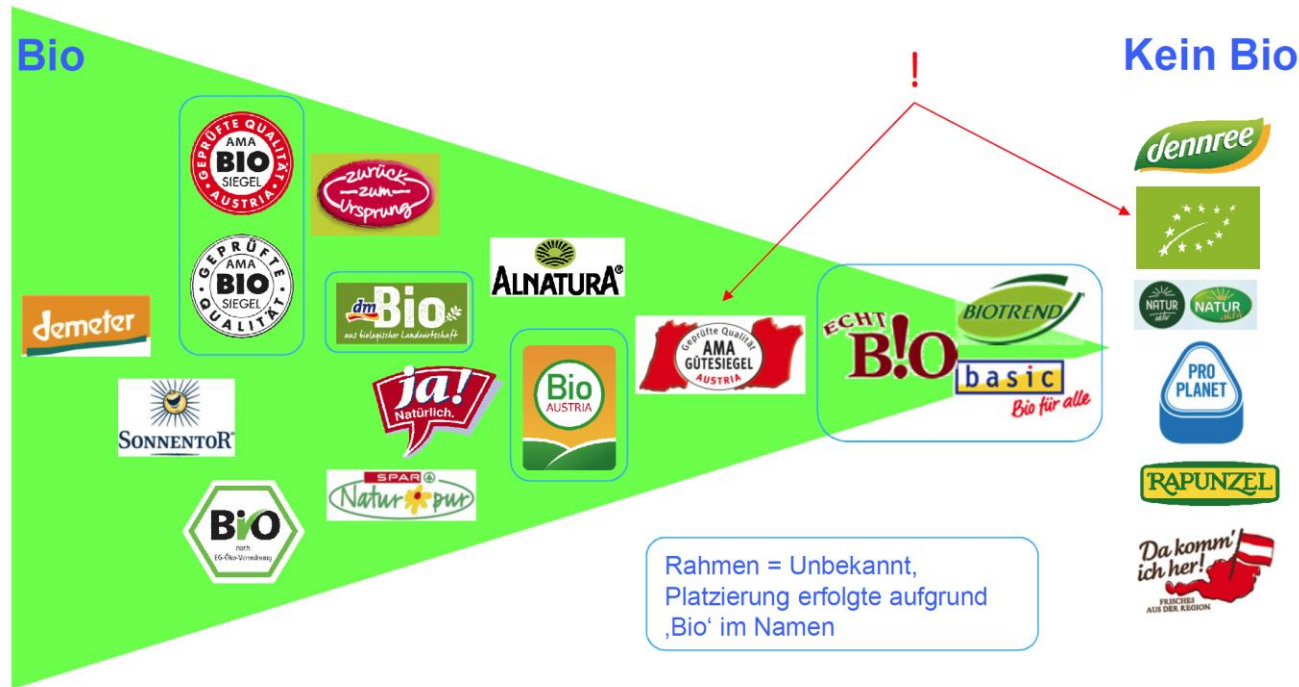 Bio
!
Kein Bio
GEPRÜFTE QUALITÄT
AMA
BIO
SIEGEL
AUSTRIA
zurück
zum
Ursprung
dennree
GEPRÜFTE
AMA
BIO
SIEGEL
QUALITÄT
ALNATURA®
demeter
dmBio
aus biologischer Landwirtschaft
ECHT
B!O
BIOTREND
NATUR
aktiv
NATUR
Geprüfte Qualität
AMA
GÜTESIEGEL
AUSTRIA
PRO
PLANET
basic
Bio für alle
ja!
Natürlich.
Bio
AUSTRIA
SONNENTOR®
SPAR
Natur pur
RAPUNZEL
BIO
nach
EG-Öko-Verordnung
Rahmen = Unbekannt,
Platzierung erfolgte aufgrund
‚Bio‘ im Namen
Da komm'
ich her!
FRISCHES
AUS DER REGION